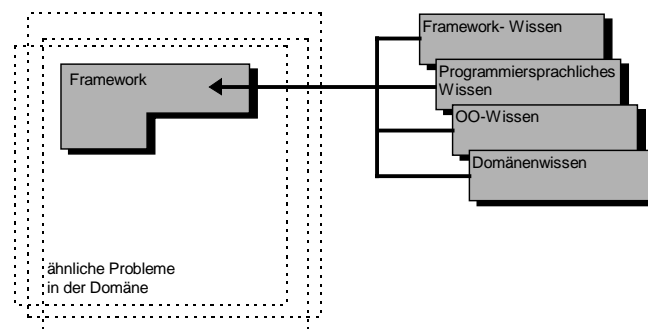 Framework
ähnliche Probleme
in der Domäne
Framework- Wissen
Programmiersprachliches
Wissen
OO-Wissen
Domänenwissen